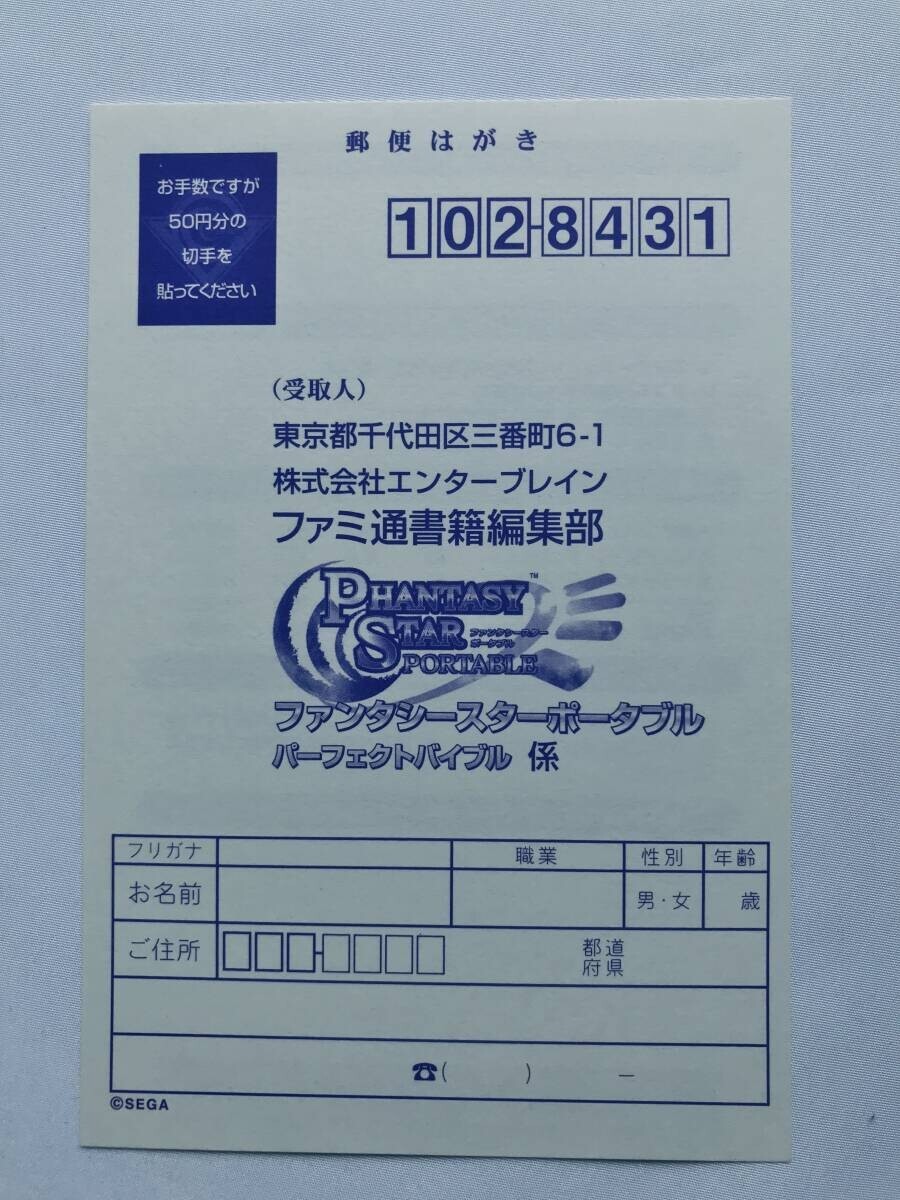 郵便はがき
お手数ですが
50円分の
切手を
貼ってください
102-8431
(受取人)
東京都千代田区三番町6-1
株式会社エンターブレイン
ファミ通書籍編集部
PHANTASY™
STAR
ファンタシースター
ポータブル
PORTABLE
ファンタシースターポータブル
パーフェクトバイブル 係
フリガナ 職業 性別 年齢
お名前 男・女 歳
ご住所 - 都道
府県
☎( ) －
©SEGA